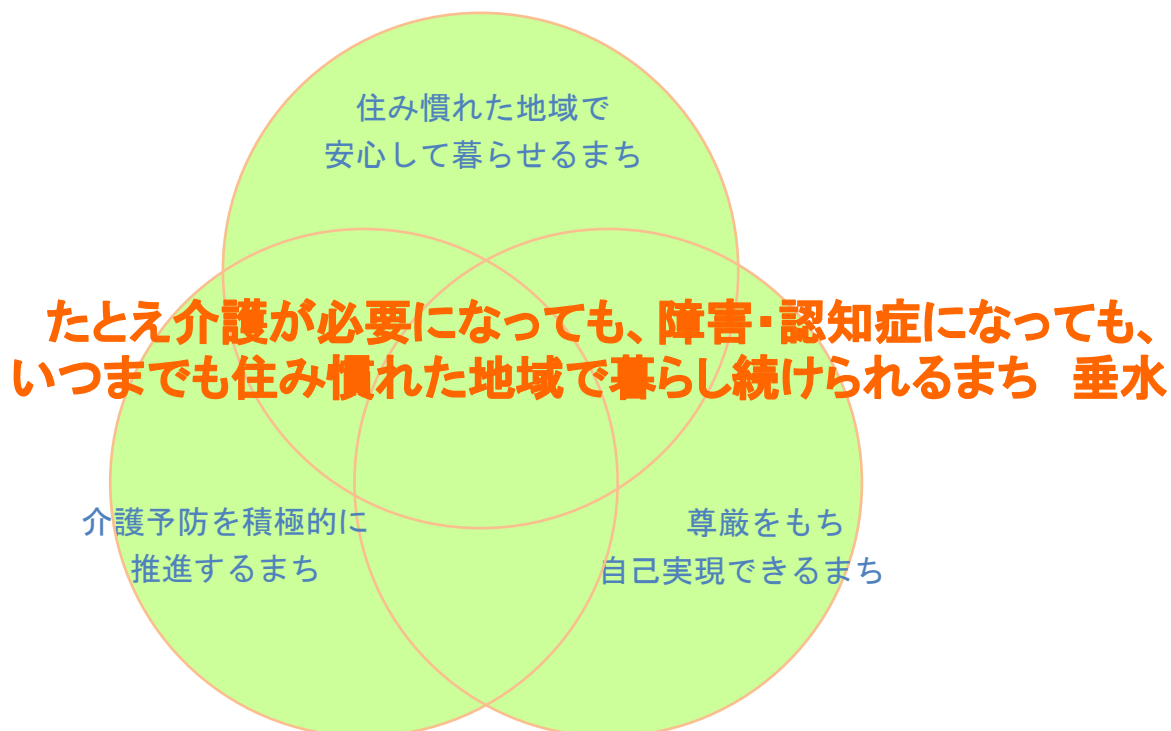 住み慣れた地域で
安心して暮らせるまち
たとえ介護が必要になっても、障害・認知症になっても、
いつまでも住み慣れた地域で暮らし続けられるまち　垂水
介護予防を積極的に
推進するまち
尊厳をもち
自己実現できるまち